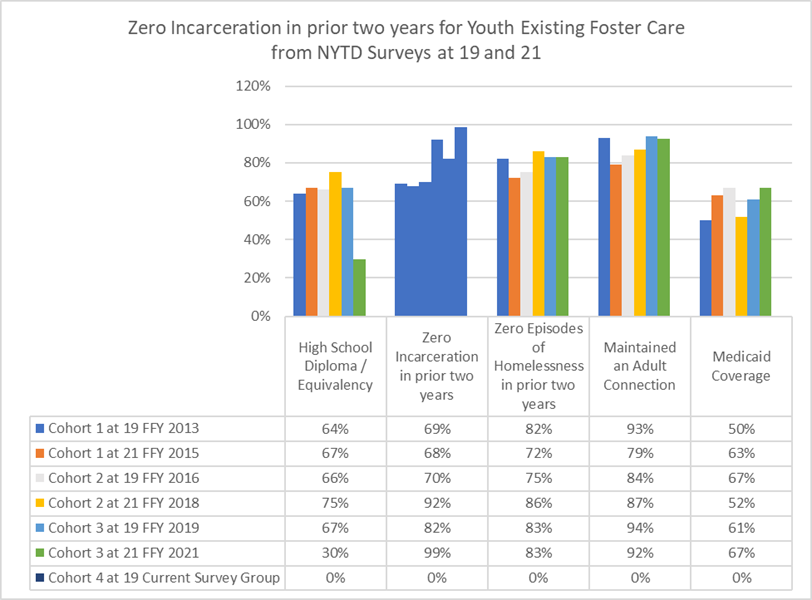 Zero Incarceration in prior two years for Youth Existing Foster Care
from NYTD Surveys at 19 and 21
120%
100%
80%
60%
40%
20%
0%
High School
Diploma /
Equivalency
Zero
Incarceration
in prior two
years
Zero Episodes
of
Homelessness
in prior two
years
Maintained
an Adult
Connection
Medicaid
Coverage
Cohort 1 at 19 FFY 2013 64% 69% 82% 93% 50%
Cohort 1 at 21 FFY 2015 67% 68% 72% 79% 63%
Cohort 2 at 19 FFY 2016 66% 70% 75% 84% 67%
Cohort 2 at 21 FFY 2018 75% 92% 86% 87% 52%
Cohort 3 at 19 FFY 2019 67% 82% 83% 94% 61%
Cohort 3 at 21 FFY 2021 30% 99% 83% 92% 67%
Cohort 4 at 19 Current Survey Group 0% 0% 0% 0% 0%